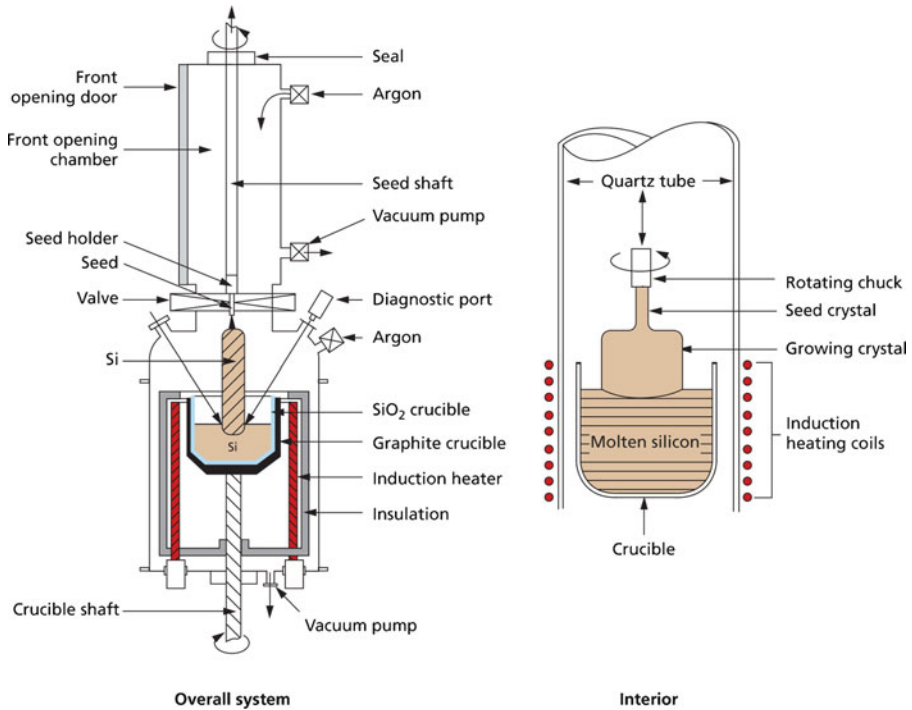 Seal
Front
opening door
Argon
Front opening
chamber
Seed shaft
Vacuum pump
Seed holder
Seed
Valve
Diagnostic port
Argon
Si
SiO₂ crucible
Graphite crucible
Si
Induction heater
Insulation
Crucible shaft
Vacuum pump
Overall system
Quartz tube
Rotating chuck
Seed crystal
Growing crystal
Molten silicon
Induction
heating coils
Crucible
Interior